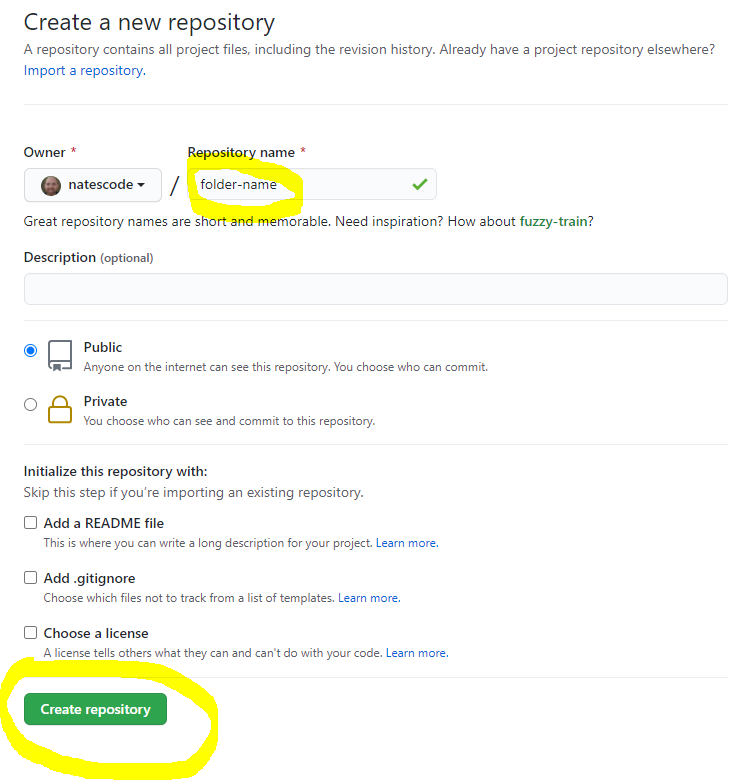 Create a new repository
A repository contains all project files, including the revision history. Already have a project repository elsewhere?
Import a repository.
Owner *
Repository name *
natescode
/
folder-name
Great repository names are short and memorable. Need inspiration? How about fuzzy-train?
Description (optional)
Public
Anyone on the internet can see this repository. You choose who can commit.
Private
You choose who can see and commit to this repository.
Initialize this repository with:
Skip this step if you're importing an existing repository.
Add a README file
This is where you can write a long description for your project. Learn more.
Add .gitignore
Choose which files not to track from a list of templates. Learn more.
Choose a license
A license tells others what they can and can't do with your code. Learn more.
Create repository